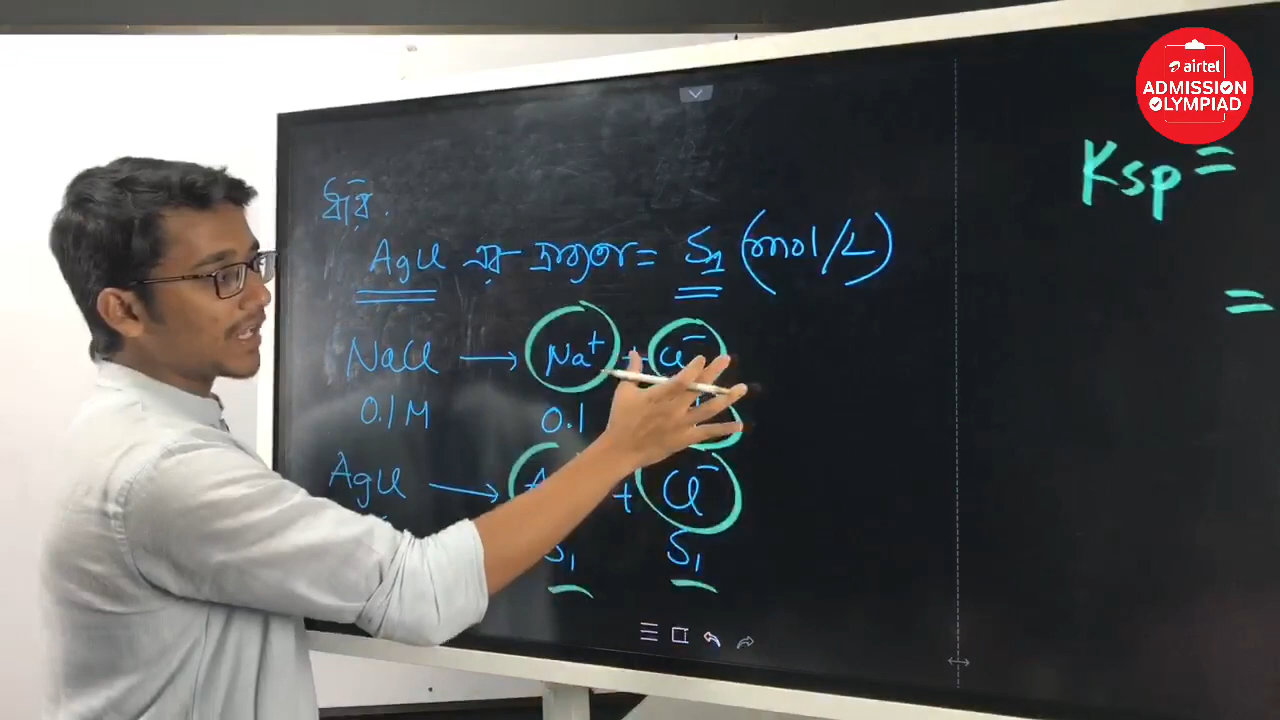 airtel
ADMISSION
OLYMPIAD
ধরি,
AgCl এর দ্রাব্যতা = S₁ (mol/L)
NaCl ⟶ Na⁺ + Cl⁻
0.1M 0.1
AgCl ⟶ + Cl⁻
S₁ S₁
Ksp =
=